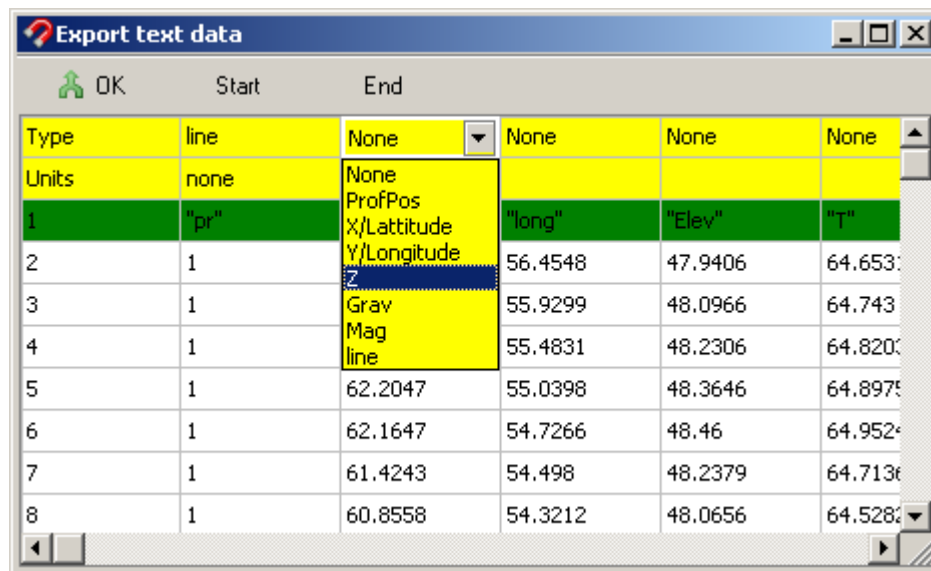 Export text data
OK Start End
Type line None None None None
Units none
None
ProfPos
X/Lattitude
Y/Longitude
Z
Grav
Mag
line
1 "pr" "long" "Elev" "T"
2 1 56.4548 47.9406
3 1 55.9299 48.0966 64.743
4 1 55.4831 48.2306
5 1 62.2047 55.0398 48.3646
6 1 62.1647 54.7266 48.46
7 1 61.4243 54.498 48.2379
8 1 60.8558 54.3212 48.0656